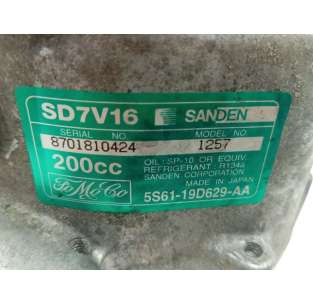 SD7V16 SANDEN
SERIAL NO MODEL NO
8701810424 1257
200cc OIL: SP-10 OR EQUIV.
REFRIGERANT R134a
SANDEN CORPORATION
MADE IN JAPAN
FoMoCo 5S61-19D629-AA